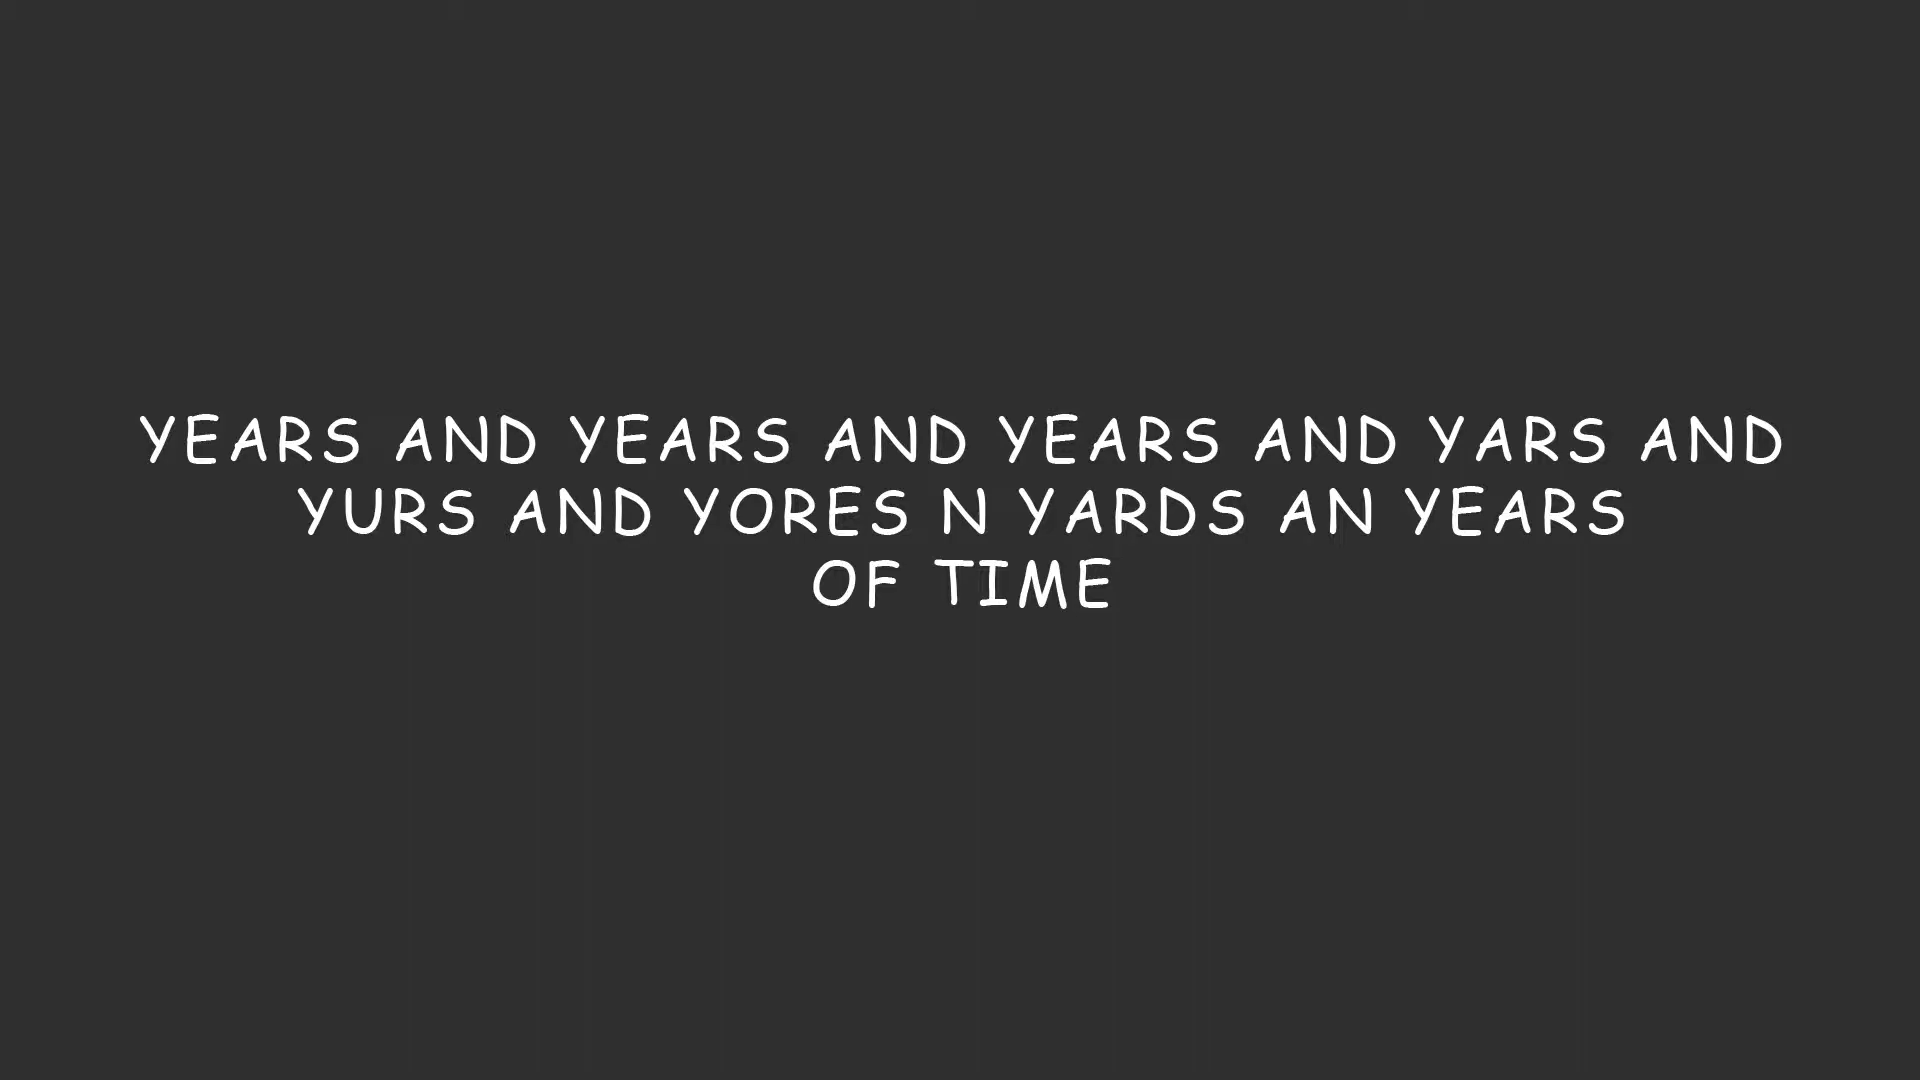 YEARS AND YEARS AND YEARS AND YARS AND
YURS AND YORES N YARDS AN YEARS
OF TIME